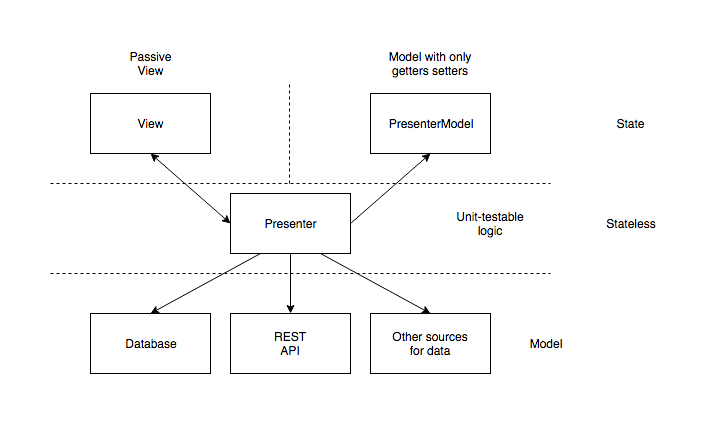 Passive
View
Model with only
getters setters
View
PresenterModel
State
Presenter
Unit-testable
logic
Stateless
Database
REST
API
Other sources
for data
Model